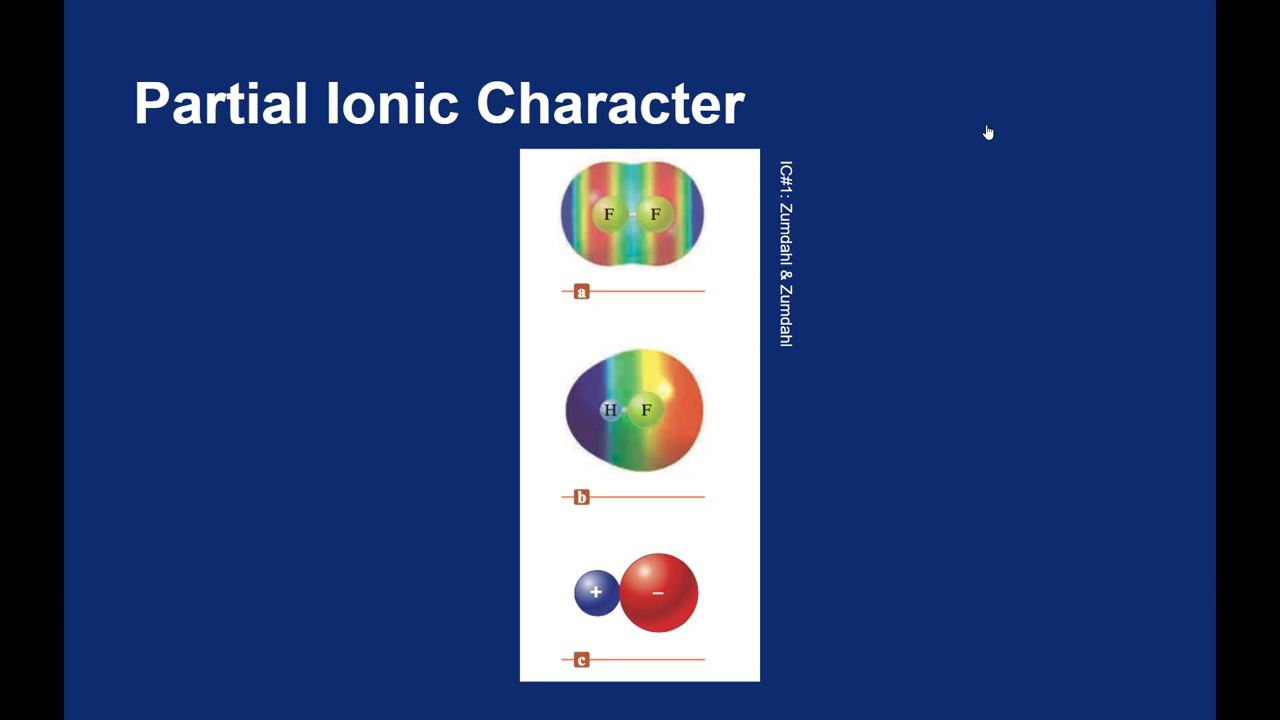 Partial Ionic Character
F F
a
H F
b
+ –
c
IC#1: Zumdahl & Zumdahl